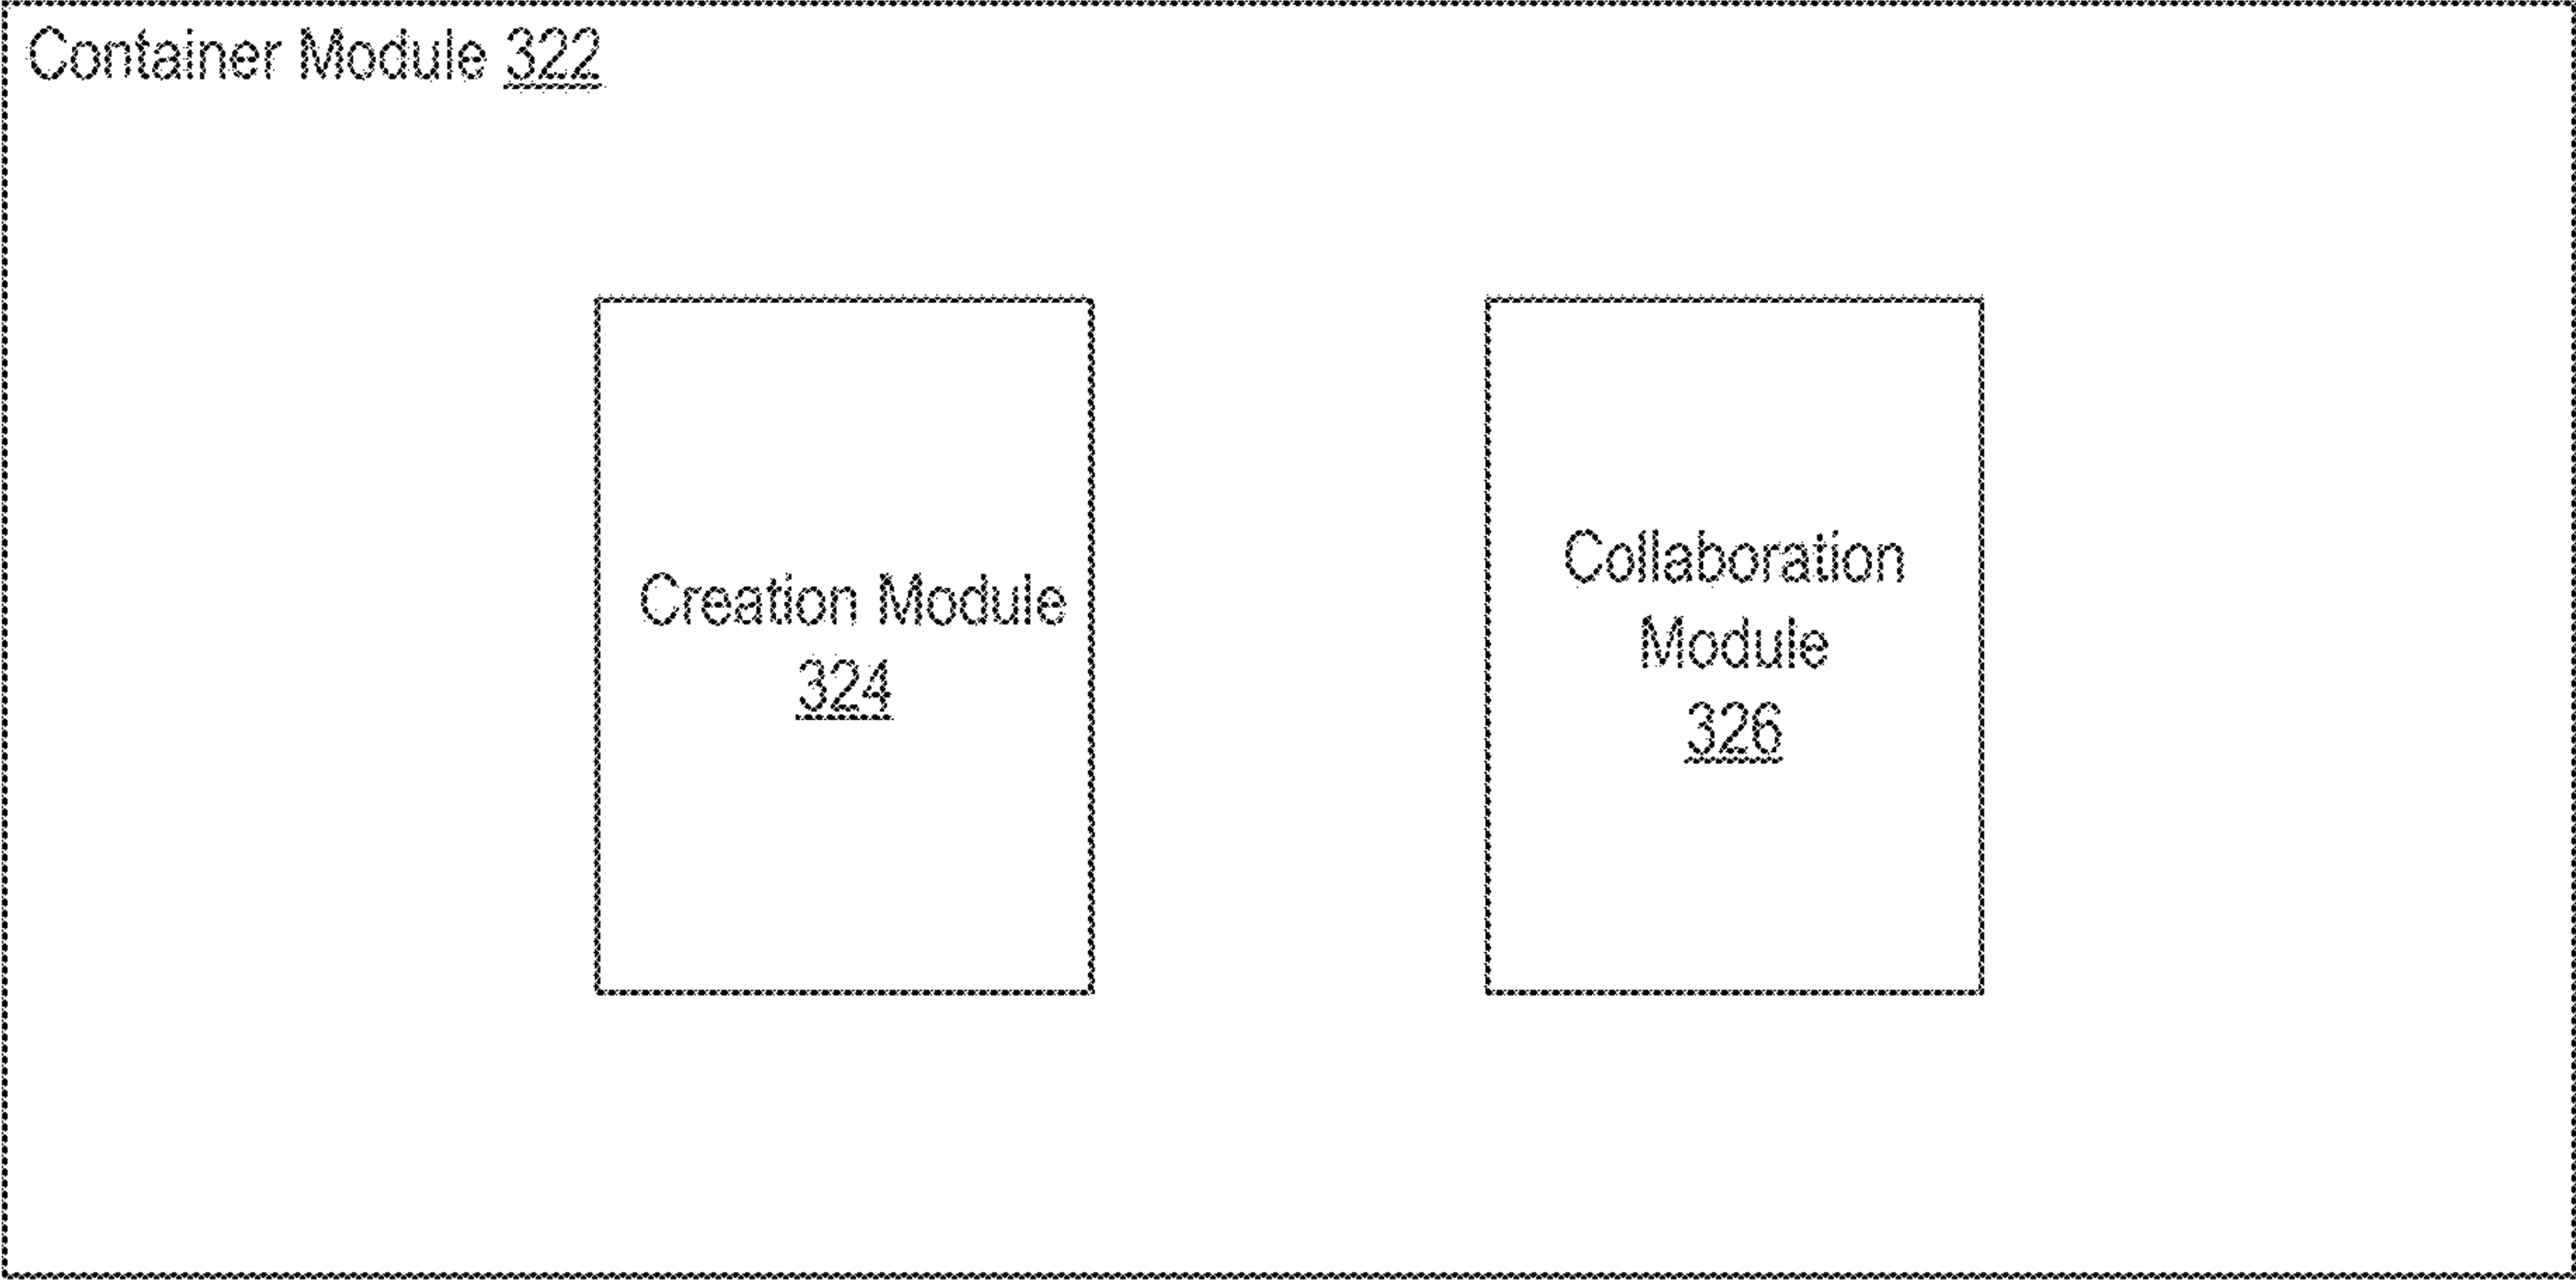 Container Module 322
Creation Module
324
Collaboration
Module
326